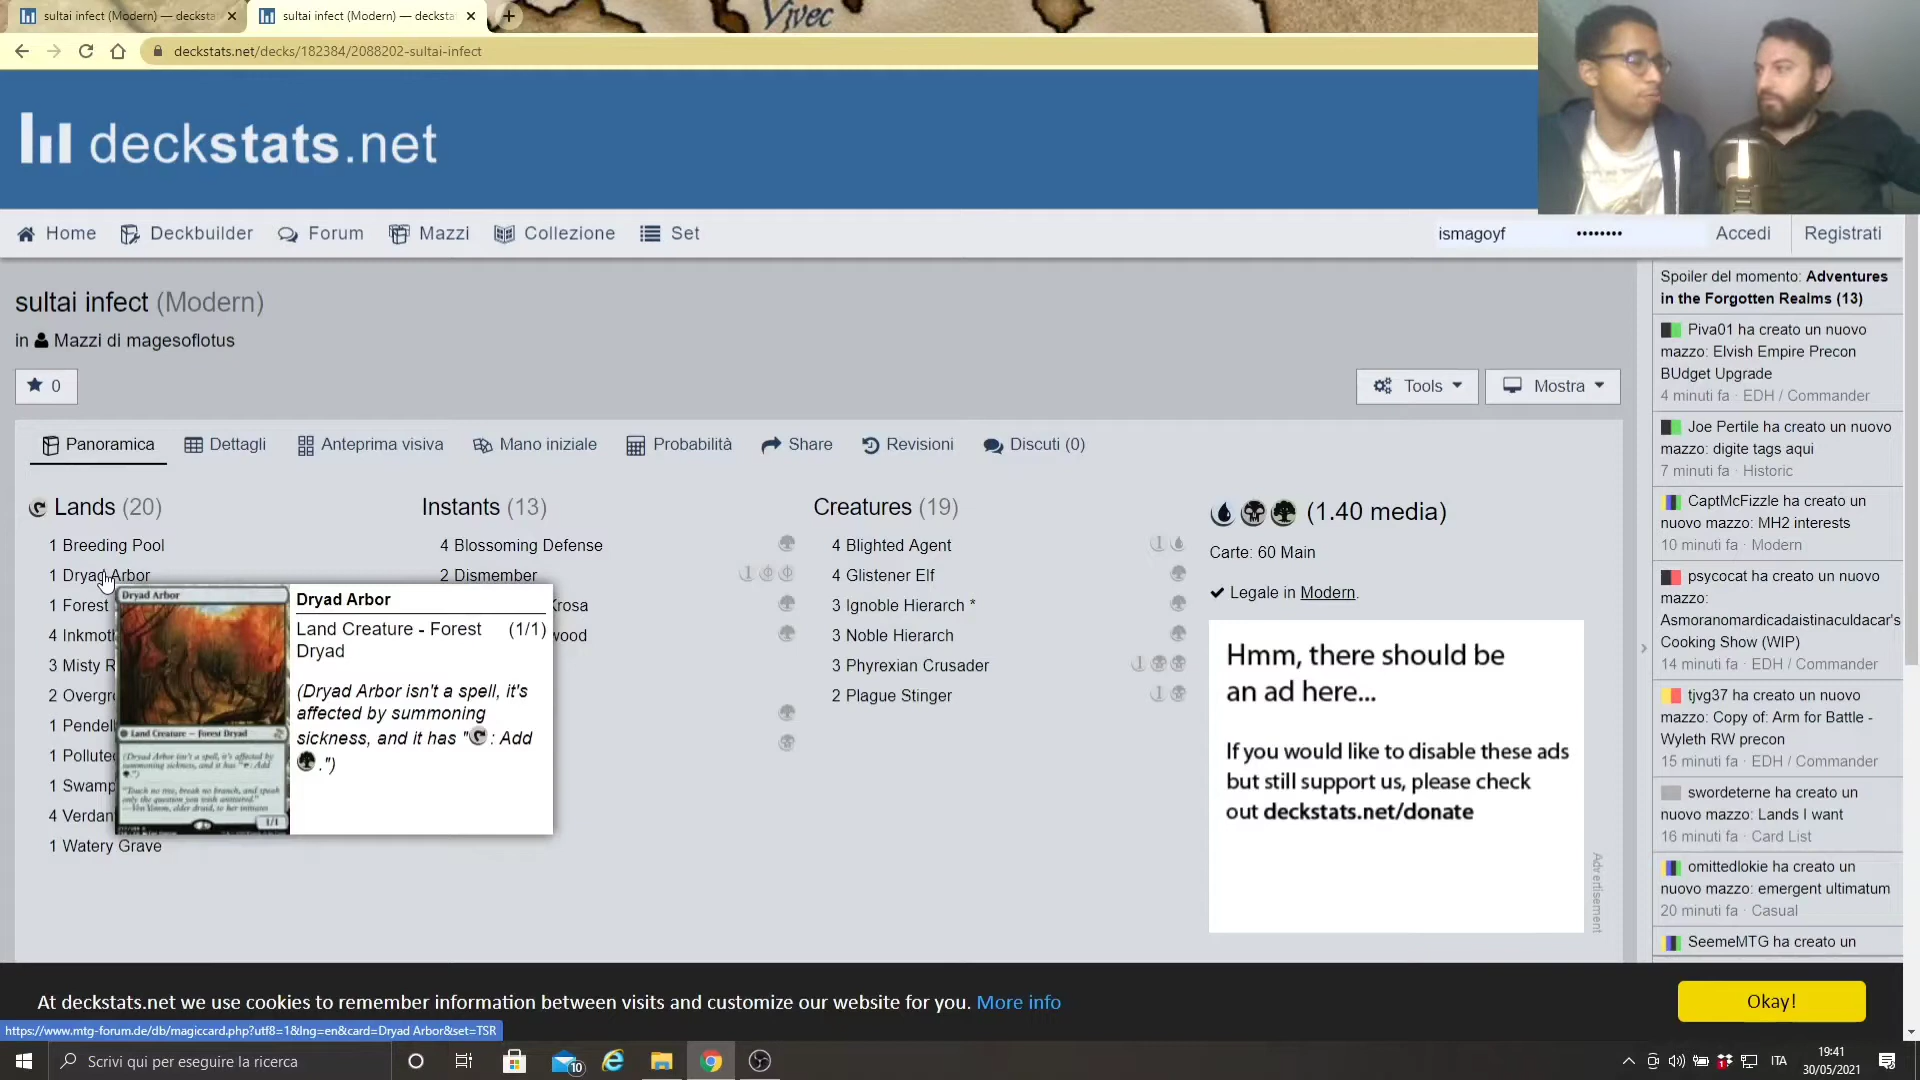 Vivec
sultai infect (Modern) — deckstat
sultai infect (Modern) — deckstat
deckstats.net/decks/182384/2088202-sultai-infect
deckstats.net
Home
Deckbuilder
Forum
Mazzi
Collezione
Set
ismagoyf
••••••••
Accedi
Registrati
sultai infect (Modern)
in Mazzi di magesoflotus
0
Tools
Mostra
Panoramica
Dettagli
Anteprima visiva
Mano iniziale
Probabilità
Share
Revisioni
Discuti (0)
Lands (20)
1 Breeding Pool
1 Dryad Arbor
1 Forest
4 Inkmoth
3 Misty R
2 Overgr
1 Pendel
1 Pollute
1 Swamp
4 Verdan
1 Watery Grave
Instants (13)
4 Blossoming Defense
2 Dismember
Krosa
wood
Dryad Arbor
Land Creature — Forest Dryad
1/1
Dryad Arbor
Land Creature - Forest (1/1)
Dryad
(Dryad Arbor isn't a spell, it's
affected by summoning
sickness, and it has " : Add
.")
Creatures (19)
4 Blighted Agent
4 Glistener Elf
3 Ignoble Hierarch *
3 Noble Hierarch
3 Phyrexian Crusader
2 Plague Stinger
(1.40 media)
Carte: 60 Main
Legale in Modern.
Hmm, there should be
an ad here...
If you would like to disable these ads
but still support us, please check
out deckstats.net/donate
Advertisement
Spoiler del momento: Adventures
in the Forgotten Realms (13)
Piva01 ha creato un nuovo
mazzo: Elvish Empire Precon
BUdget Upgrade
4 minuti fa · EDH / Commander
Joe Pertile ha creato un nuovo
mazzo: digite tags aqui
7 minuti fa · Historic
CaptMcFizzle ha creato un
nuovo mazzo: MH2 interests
10 minuti fa · Modern
psycocat ha creato un nuovo
mazzo:
Asmoranomardicadaistinaculdacar's
Cooking Show (WIP)
14 minuti fa · EDH / Commander
tjvg37 ha creato un nuovo
mazzo: Copy of: Arm for Battle -
Wyleth RW precon
15 minuti fa · EDH / Commander
swordeterne ha creato un
nuovo mazzo: Lands I want
16 minuti fa · Card List
omittedlokie ha creato un
nuovo mazzo: emergent ultimatum
20 minuti fa · Casual
SeemeMTG ha creato un
At deckstats.net we use cookies to remember information between visits and customize our website for you. More info
Okay!
https://www.mtg-forum.de/db/magiccard.php?utf8=1&lng=en&card=Dryad Arbor&set=TSR
Scrivi qui per eseguire la ricerca
10
ITA
19:41
30/05/2021